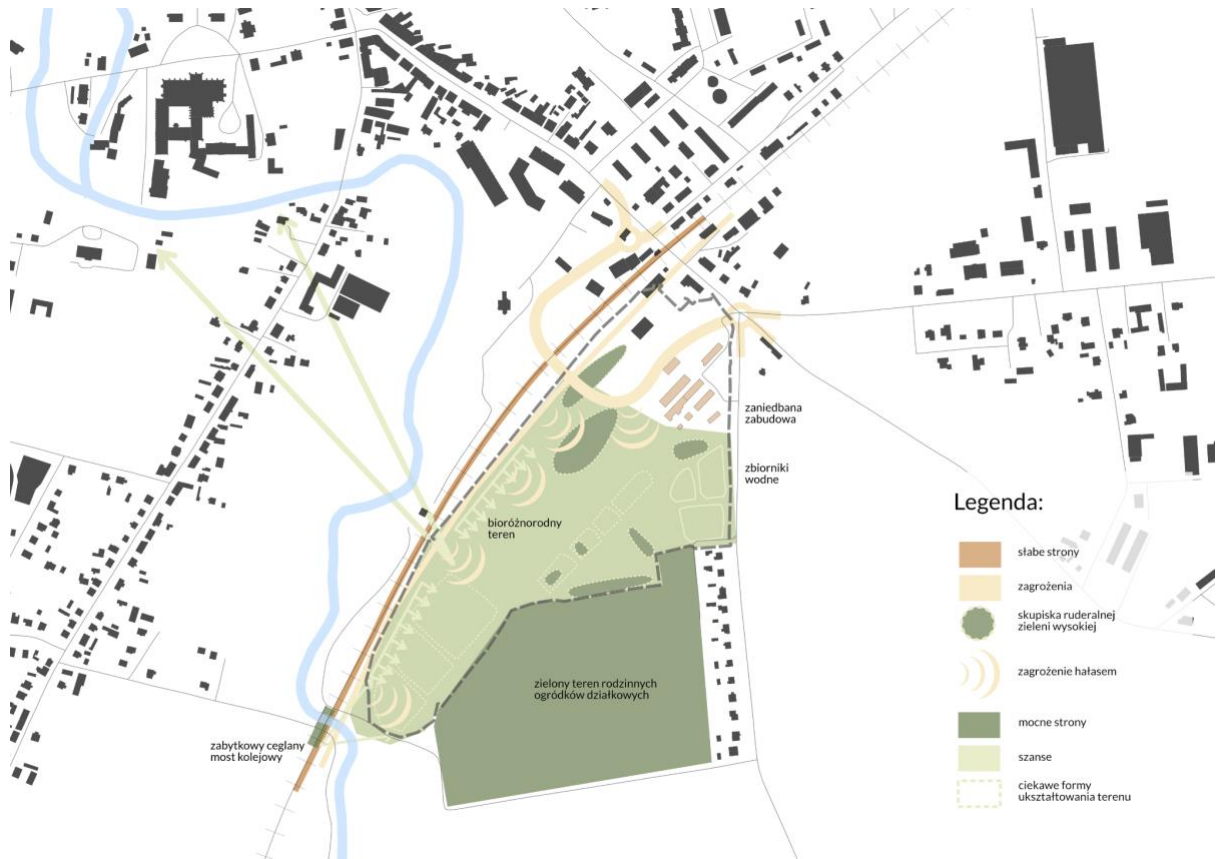 zaniedbana
zabudowa
zbiorniki
wodne
bioróżnorodny
teren
zielony teren rodzinnych
ogródków działkowych
zabytkowy ceglany
most kolejowy
Legenda:
słabe strony
zagrożenia
skupiska ruderalnej
zieleni wysokiej
zagrożenie hałasem
mocne strony
szanse
ciekawe formy
ukształtowania terenu